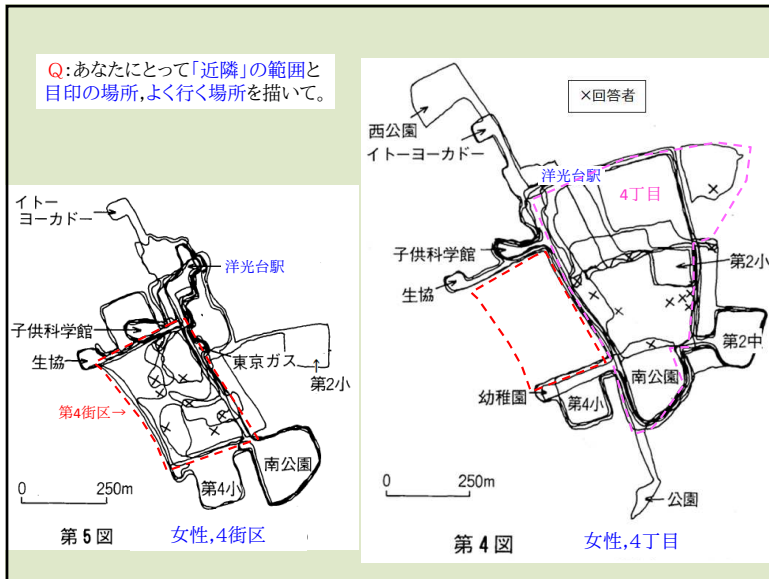 Q:あなたにとって「近隣」の範囲と
目印の場所,よく行く場所を描いて。
イトー
ヨーカドー
洋光台駅
子供科学館
生協
東京ガス
第2小
第4街区→
南公園
第4小
0 250m
第5図
女性,4街区
×回答者
西公園
イトーヨーカドー
洋光台駅
4丁目
子供科学館
第2小
生協
第2中
南公園
幼稚園
第4小
0 250m
公園
第4図
女性,4丁目